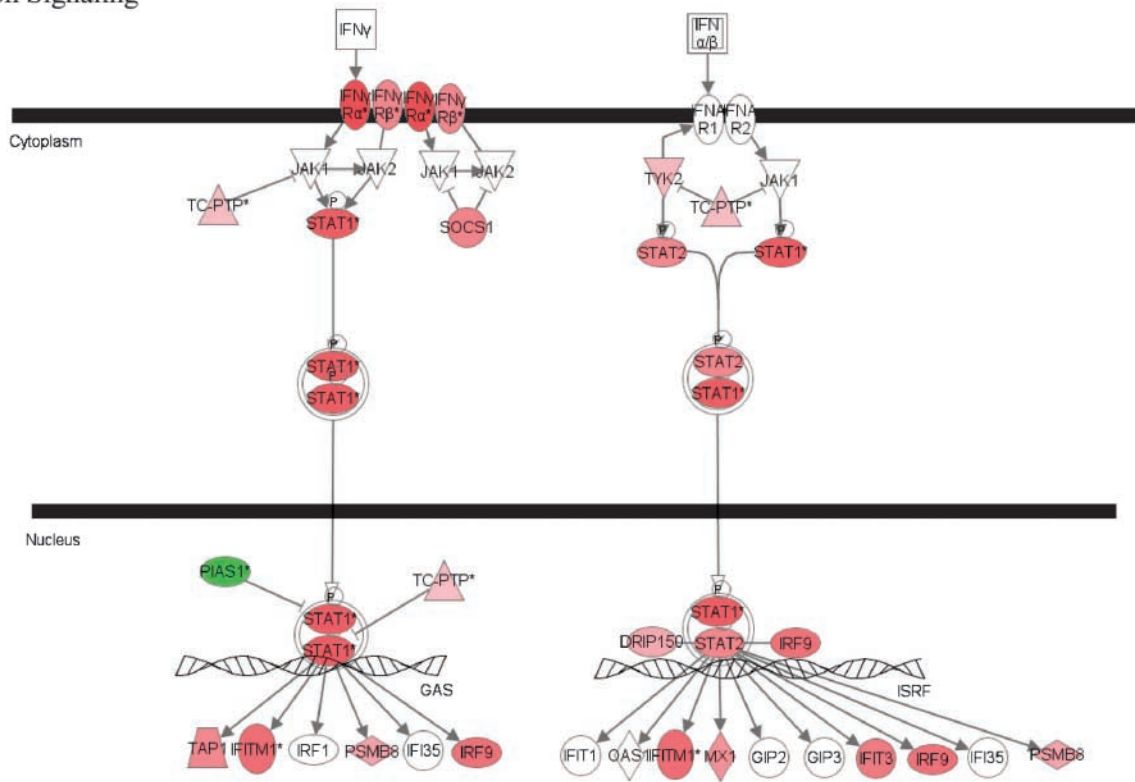 Signaling
IFNγ
IFN
α/β
IFNγ IFNγ IFNγ IFNγ
Rα* Rβ* Rα* Rβ*
IFNA IFNA
R1 R2
Cytoplasm
JAK1 JAK2 JAK1 JAK2
TYK2 JAK1
TC-PTP* TC-PTP*
P
STAT1* SOCS1
P P
STAT2 STAT1*
P P
STAT1* STAT2
P
STAT1* STAT1*
Nucleus
PIAS1* TC-PTP*
P P
STAT1* STAT1*
STAT1* DRIP150 STAT2 IRF9
GAS ISRF
TAP1 IFITM1* IRF1 PSMB8 IFI35 IRF9
IFIT1 OAS1 IFITM1* MX1 GIP2 GIP3 IFIT3 IRF9 IFI35 PSMB8